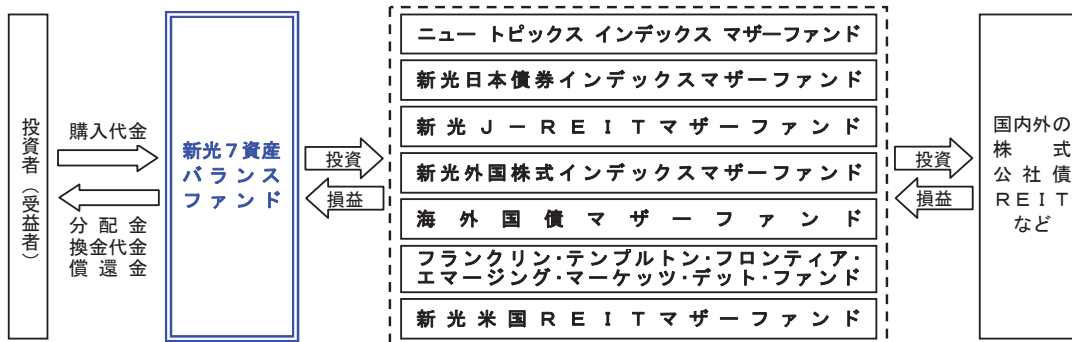 投資者（受益者）
購入代金
分配金
換金代金
償還金
新光７資産
バランス
ファンド
投資
損益
ニュー トピックス インデックス マザーファンド
新光日本債券インデックスマザーファンド
新光Ｊ－ＲＥＩＴマザーファンド
新光外国株式インデックスマザーファンド
海外国債マザーファンド
フランクリン・テンプルトン・フロンティア・
エマージング・マーケッツ・デット・ファンド
新光米国ＲＥＩＴマザーファンド
投資
損益
国内外の
株式
公社債
ＲＥＩＴ
など